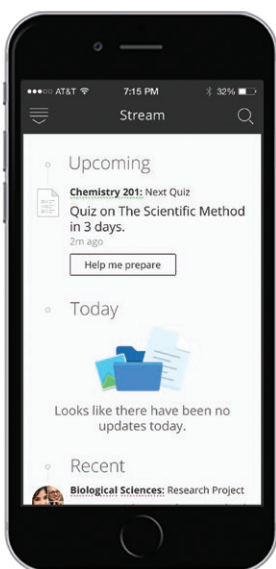 AT&T 7:15 PM 32%
Stream
Upcoming
Chemistry 201: Next Quiz
Quiz on The Scientific Method
in 3 days.
2m ago
Help me prepare
Today
Looks like there have been no
updates today.
Recent
Biological Sciences: Research Project